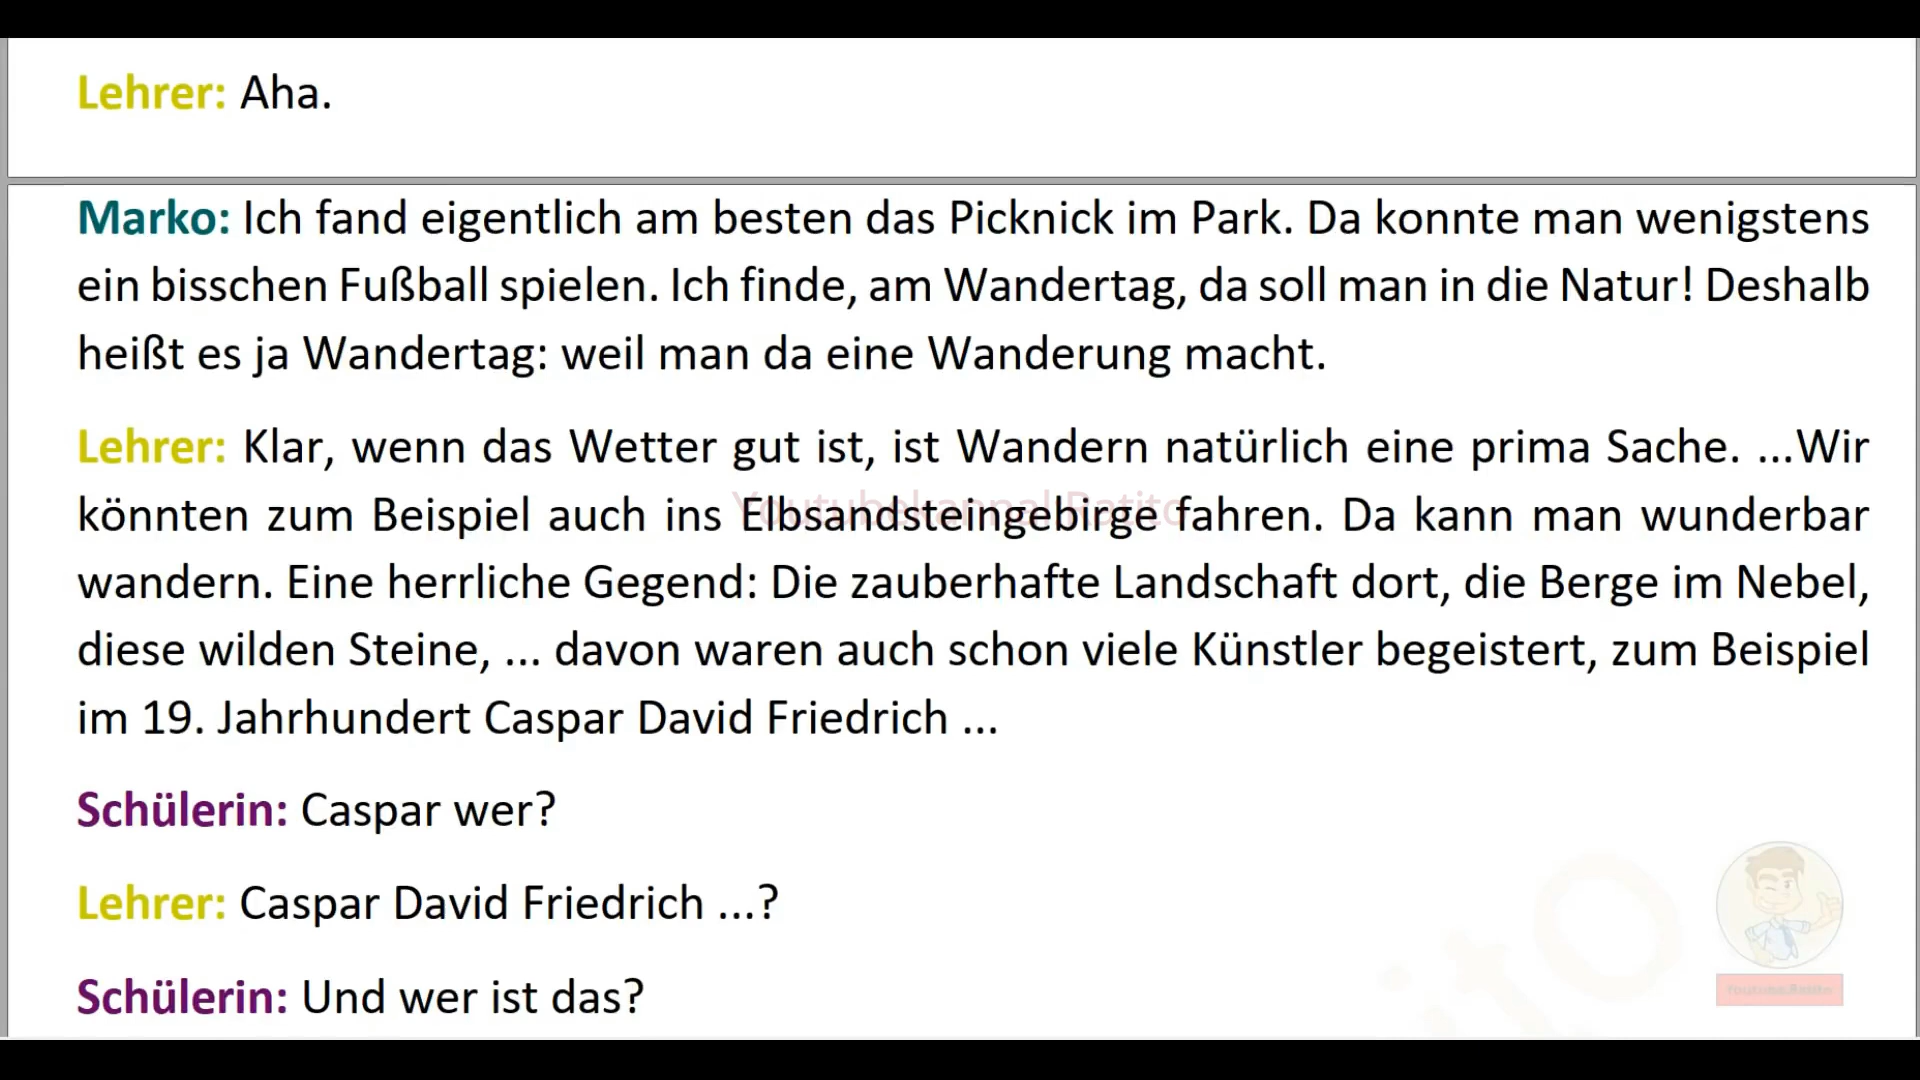 Lehrer: Aha.
Marko: Ich fand eigentlich am besten das Picknick im Park. Da konnte man wenigstens
ein bisschen Fußball spielen. Ich finde, am Wandertag, da soll man in die Natur! Deshalb
heißt es ja Wandertag: weil man da eine Wanderung macht.
Lehrer: Klar, wenn das Wetter gut ist, ist Wandern natürlich eine prima Sache. ...Wir
könnten zum Beispiel auch ins Elbsandsteingebirge fahren. Da kann man wunderbar
Youtubekannal Ratito
wandern. Eine herrliche Gegend: Die zauberhafte Landschaft dort, die Berge im Nebel,
diese wilden Steine, ... davon waren auch schon viele Künstler begeistert, zum Beispiel
im 19. Jahrhundert Caspar David Friedrich ...
Schülerin: Caspar wer?
Lehrer: Caspar David Friedrich ...?
Schülerin: Und wer ist das?